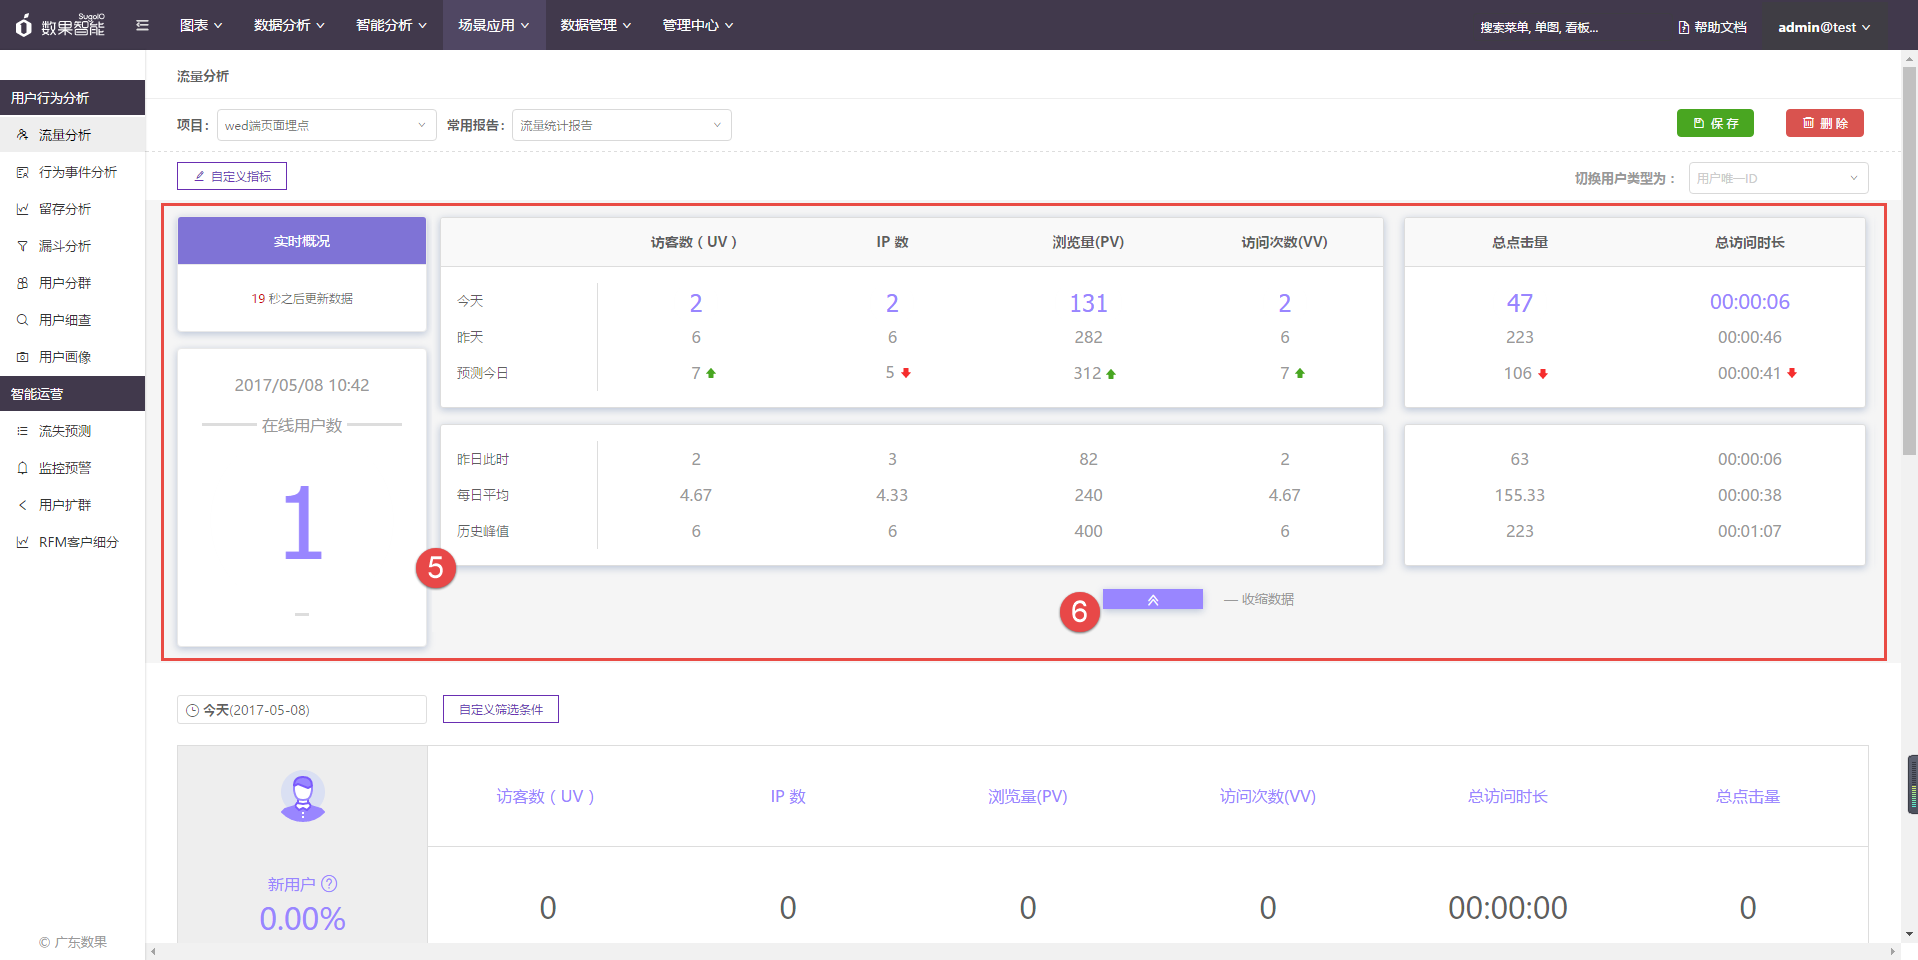 SugoIO
数果智能
图表
数据分析
智能分析
场景应用
数据管理
管理中心
搜索菜单, 单图, 看板...
帮助文档
admin@test
用户行为分析
流量分析
行为事件分析
留存分析
漏斗分析
用户分群
用户细查
用户画像
智能运营
流失预测
监控预警
用户扩群
RFM客户细分
© 广东数果
流量分析
项目: wed端页面埋点 常用报告: 流量统计报告
保存 删除
自定义指标
切换用户类型为: 用户唯一ID
实时概况
19 秒之后更新数据
2017/05/08 10:42
在线用户数
1
访客数 ( UV ) IP 数 浏览量(PV) 访问次数(VV) 总点击量 总访问时长
今天 2 2 131 2 47 00:00:06
昨天 6 6 282 6 223 00:00:46
预测今日 7 5 312 7 106 00:00:41
昨日此时 2 3 82 2 63 00:00:06
每日平均 4.67 4.33 240 4.67 155.33 00:00:38
历史峰值 6 6 400 6 223 00:01:07
5
6
— 收缩数据
今天(2017-05-08)
自定义筛选条件
访客数 ( UV ) IP 数 浏览量(PV) 访问次数(VV) 总访问时长 总点击量
新用户 ?
0.00%
0 0 0 0 00:00:00 0